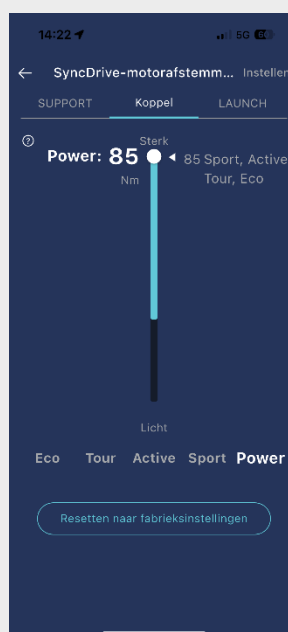 14:22
5G
SyncDrive-motorafstemm... Instellen
SUPPORT Koppel LAUNCH
Sterk
Power: 85
Nm
85 Sport, Active
Tour, Eco
Licht
Eco Tour Active Sport Power
Resetten naar fabrieksinstellingen